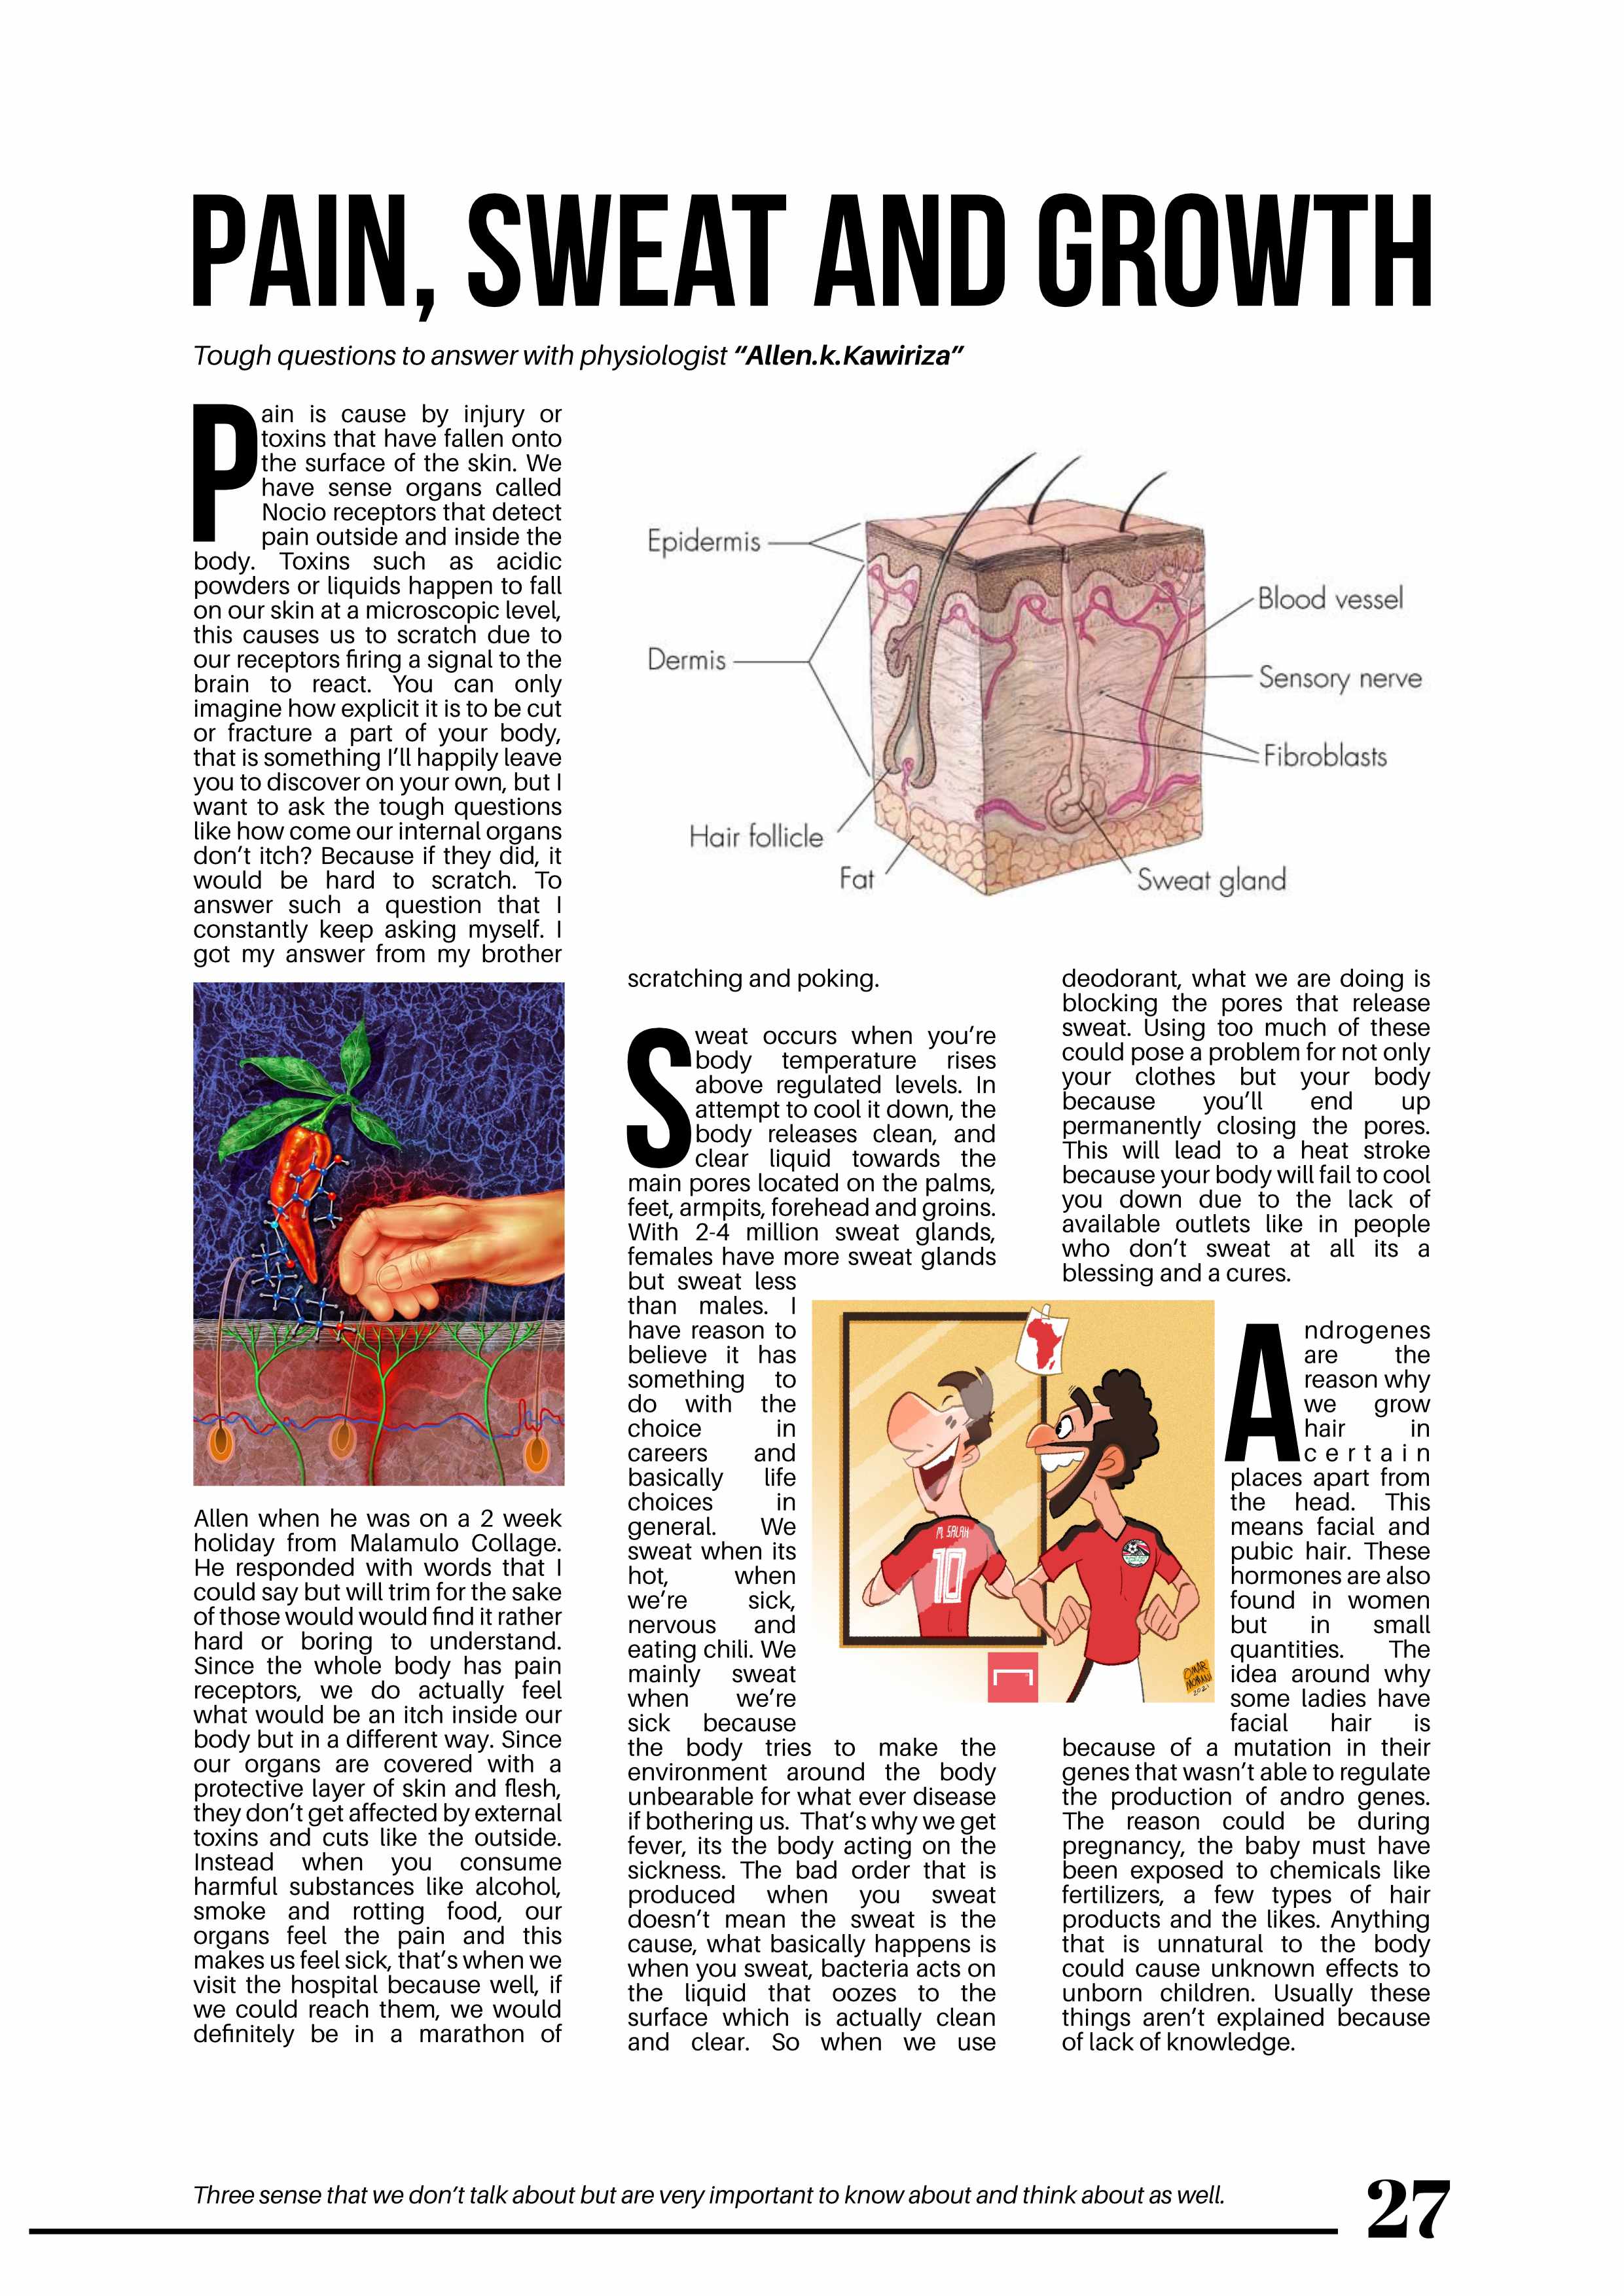 PAIN, SWEAT AND GROWTH
Tough questions to answer with physiologist “Allen.k.Kawiriza”
Pain is cause by injury or
toxins that have fallen onto
the surface of the skin. We
have sense organs called
Nocio receptors that detect
pain outside and inside the
body. Toxins such as acidic
powders or liquids happen to fall
on our skin at a microscopic level,
this causes us to scratch due to
our receptors firing a signal to the
brain to react. You can only
imagine how explicit it is to be cut
or fracture a part of your body,
that is something I’ll happily leave
you to discover on your own, but I
want to ask the tough questions
like how come our internal organs
don’t itch? Because if they did, it
would be hard to scratch. To
answer such a question that I
constantly keep asking myself. I
got my answer from my brother
Allen when he was on a 2 week
holiday from Malamulo Collage.
He responded with words that I
could say but will trim for the sake
of those would would find it rather
hard or boring to understand.
Since the whole body has pain
receptors, we do actually feel
what would be an itch inside our
body but in a different way. Since
our organs are covered with a
protective layer of skin and flesh,
they don’t get affected by external
toxins and cuts like the outside.
Instead when you consume
harmful substances like alcohol,
smoke and rotting food, our
organs feel the pain and this
makes us feel sick, that’s when we
visit the hospital because well, if
we could reach them, we would
definitely be in a marathon of
Epidermis
Dermis
Hair follicle
Fat
Blood vessel
Sensory nerve
Fibroblasts
Sweat gland
scratching and poking.
Sweat occurs when you’re
body temperature rises
above regulated levels. In
attempt to cool it down, the
body releases clean, and
clear liquid towards the
main pores located on the palms,
feet, armpits, forehead and groins.
With 2-4 million sweat glands,
females have more sweat glands
but sweat less
than males. I
have reason to
believe it has
something to
do with the
choice in
careers and
basically life
choices in
general. We
sweat when its
hot, when
we’re sick,
nervous and
eating chili. We
mainly sweat
when we’re
sick because
the body tries to make the
environment around the body
unbearable for what ever disease
if bothering us. That’s why we get
fever, its the body acting on the
sickness. The bad order that is
produced when you sweat
doesn’t mean the sweat is the
cause, what basically happens is
when you sweat, bacteria acts on
the liquid that oozes to the
surface which is actually clean
and clear. So when we use
M. SALAH
10
OMAR
MOMANI
2021
deodorant, what we are doing is
blocking the pores that release
sweat. Using too much of these
could pose a problem for not only
your clothes but your body
because you’ll end up
permanently closing the pores.
This will lead to a heat stroke
because your body will fail to cool
you down due to the lack of
available outlets like in people
who don’t sweat at all its a
blessing and a cures.
Androgenes
are the
reason why
we grow
hair in
certain
places apart from
the head. This
means facial and
pubic hair. These
hormones are also
found in women
but in small
quantities. The
idea around why
some ladies have
facial hair is
because of a mutation in their
genes that wasn’t able to regulate
the production of andro genes.
The reason could be during
pregnancy, the baby must have
been exposed to chemicals like
fertilizers, a few types of hair
products and the likes. Anything
that is unnatural to the body
could cause unknown effects to
unborn children. Usually these
things aren’t explained because
of lack of knowledge.
Three sense that we don’t talk about but are very important to know about and think about as well.
27